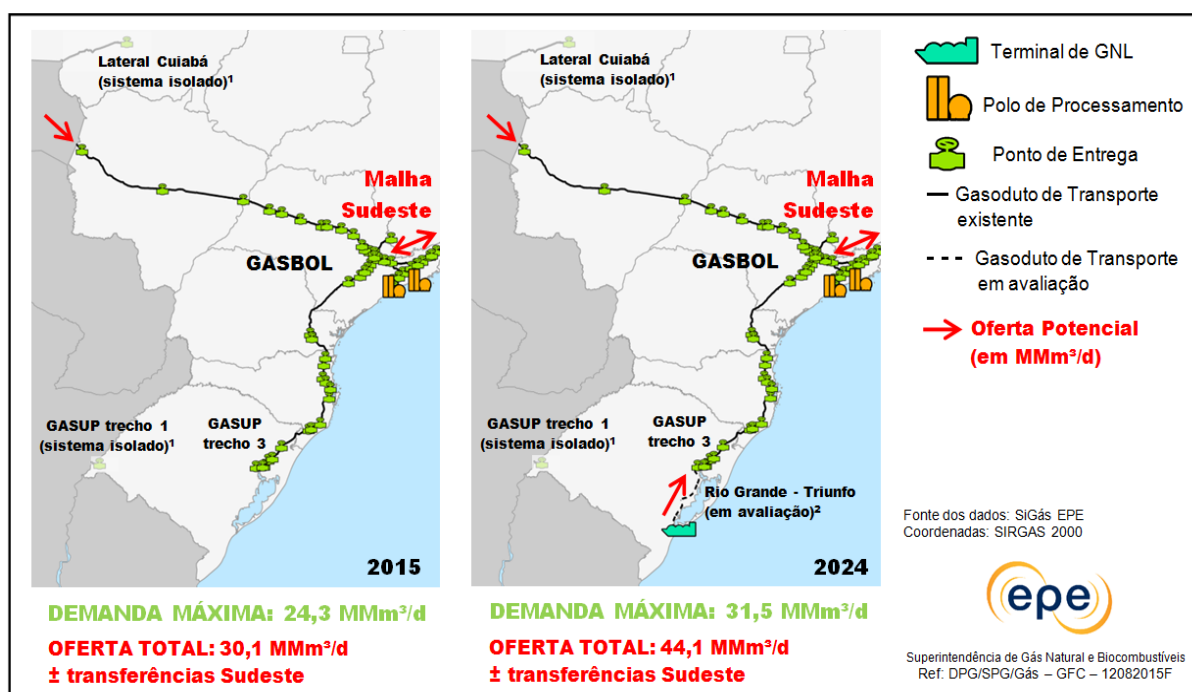 Lateral Cuiabá
(sistema isolado)¹
Malha
Sudeste
GASBOL
GASUP trecho 1
(sistema isolado)¹
GASUP
trecho 3
2015
DEMANDA MÁXIMA: 24,3 MMm³/d
OFERTA TOTAL: 30,1 MMm³/d
± transferências Sudeste
Lateral Cuiabá
(sistema isolado)¹
Malha
Sudeste
GASBOL
GASUP trecho 1
(sistema isolado)¹
GASUP
trecho 3
Rio Grande - Triunfo
(em avaliação)²
2024
DEMANDA MÁXIMA: 31,5 MMm³/d
OFERTA TOTAL: 44,1 MMm³/d
± transferências Sudeste
Terminal de GNL
Polo de Processamento
Ponto de Entrega
Gasoduto de Transporte
existente
Gasoduto de Transporte
em avaliação
Oferta Potencial
(em MMm³/d)
Fonte dos dados: SiGás EPE
Coordenadas: SIRGAS 2000
epe
Superintendência de Gás Natural e Biocombustíveis
Ref: DPG/SPG/Gás – GFC – 12082015F